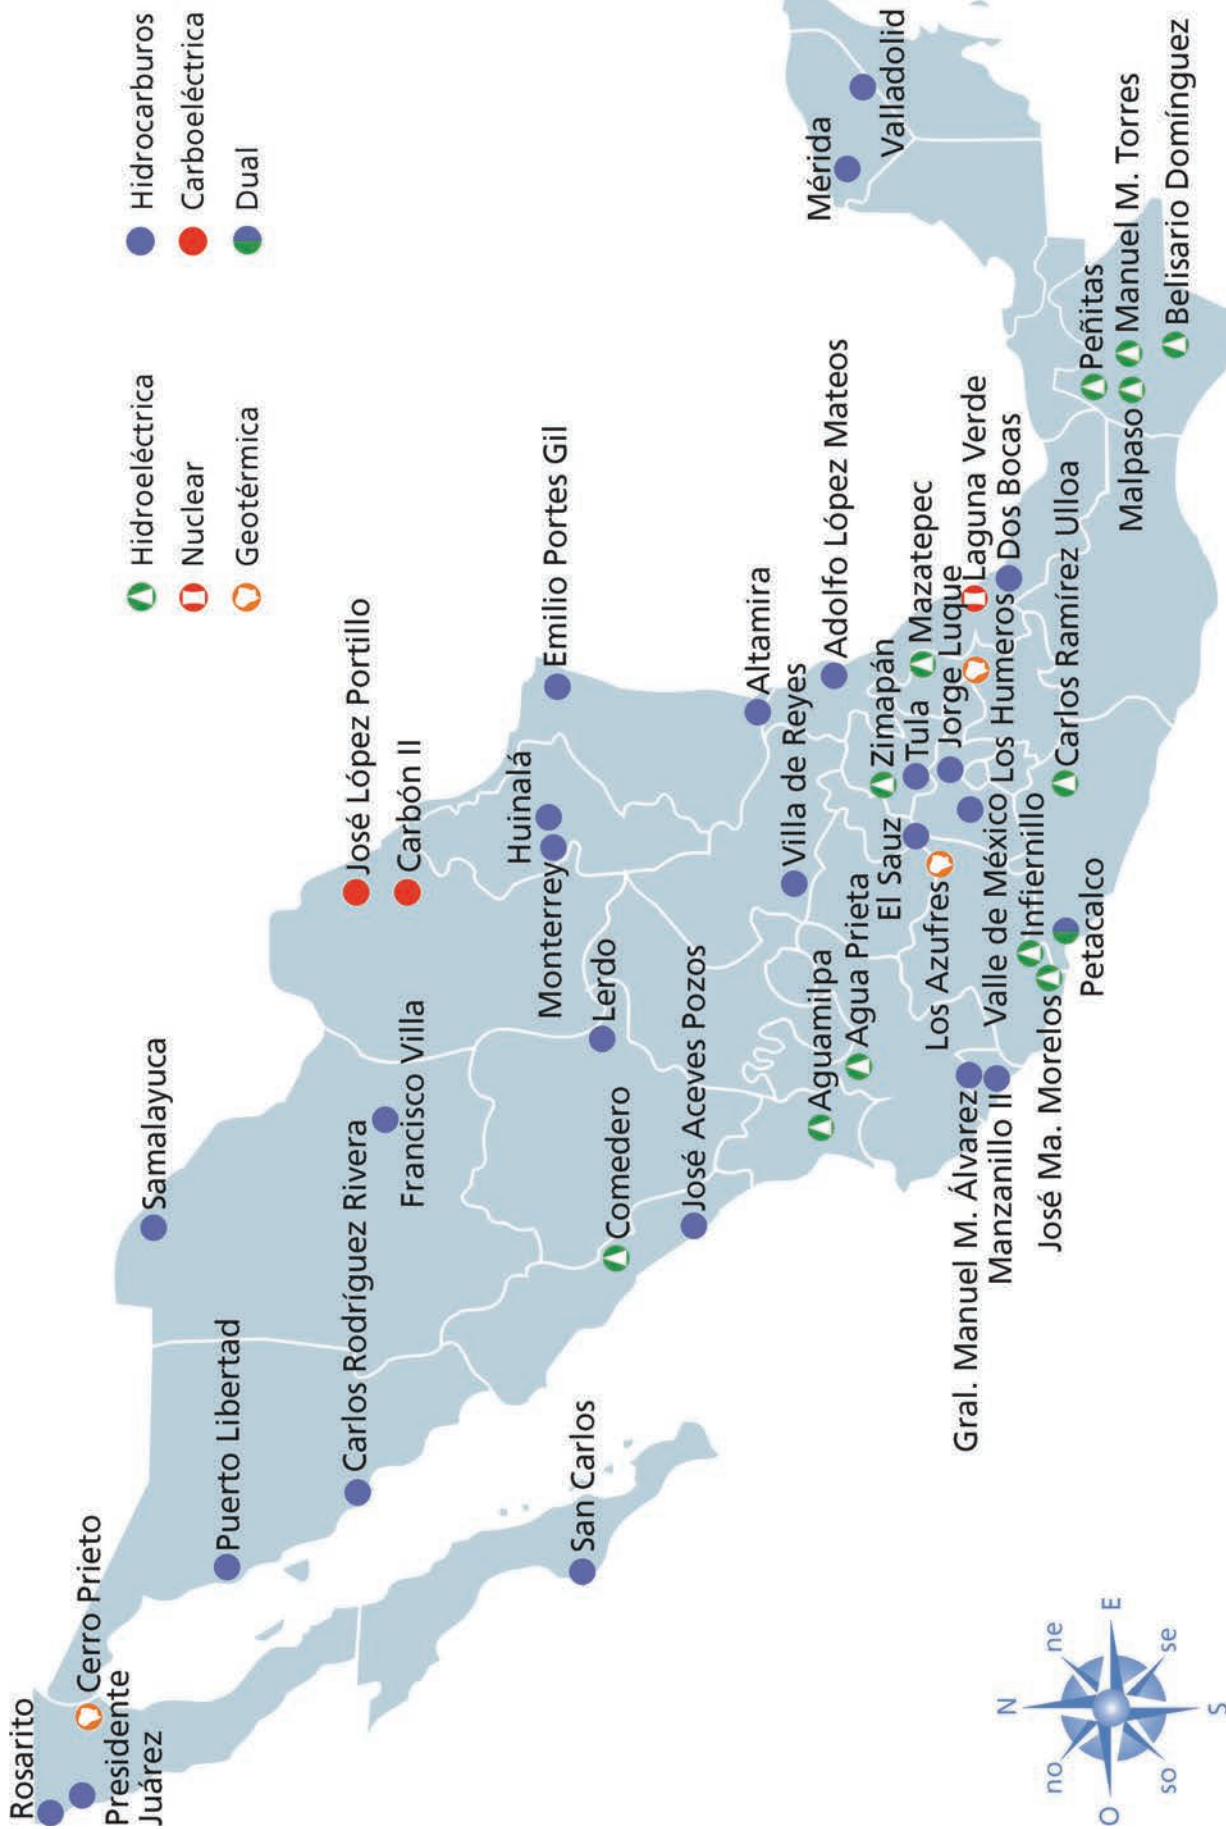 Hidroeléctrica
Nuclear
Geotérmica
Hidrocarburos
Carboeléctrica
Dual
Rosarito
Cerro Prieto
Presidente
Juárez
Puerto Libertad
Samalayuca
Carlos Rodríguez Rivera
Francisco Villa
José López Portillo
Carbón II
San Carlos
Comedero
Lerdo
Monterrey
Huinalá
Emilio Portes Gil
José Aceves Pozos
Altamira
Villa de Reyes
Adolfo López Mateos
Aguamilpa
Agua Prieta
El Sauz
Zimapán
Tula
Mazatepec
Jorge Luque
Los Azufres
Laguna Verde
Valle de México
Los Humeros
Dos Bocas
Gral. Manuel M. Álvarez
Manzanillo II
José Ma. Morelos
Infiernillo
Petacalco
Carlos Ramírez Ulloa
Mérida
Valladolid
Peñitas
Malpaso
Manuel M. Torres
Belisario Domínguez
N
no
ne
O
E
so
se
S